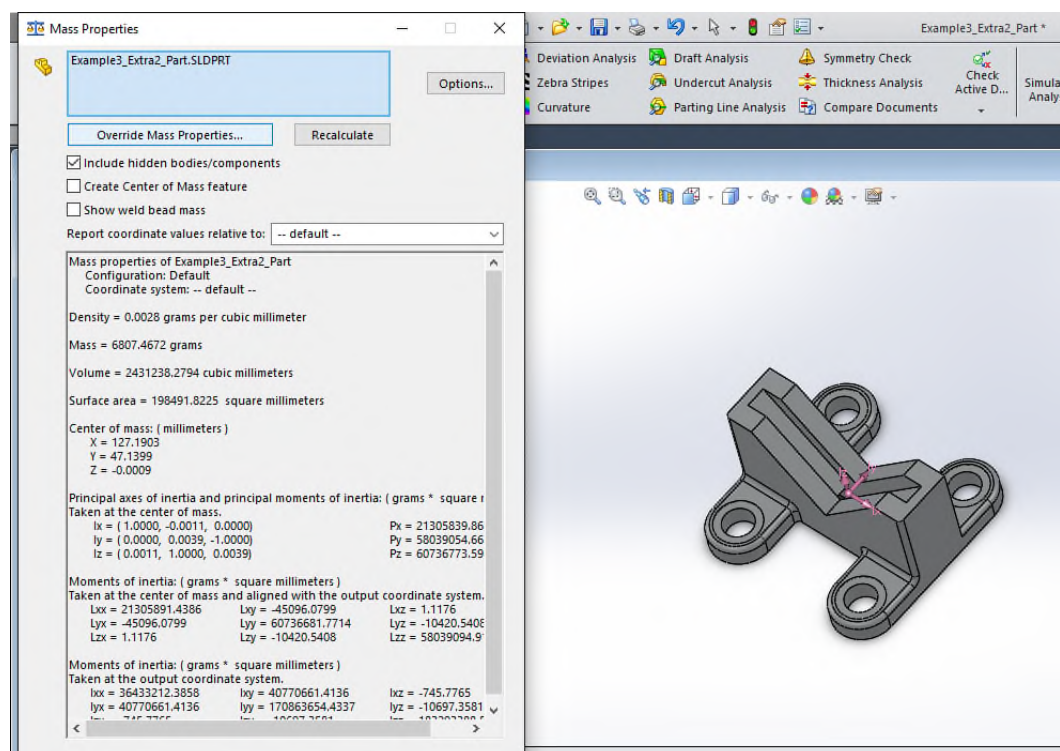 Mass Properties
Example3_Extra2_Part.SLDPRT
Options...
Override Mass Properties...
Recalculate
Include hidden bodies/components
Create Center of Mass feature
Show weld bead mass
Report coordinate values relative to: -- default --
Mass properties of Example3_Extra2_Part
Configuration: Default
Coordinate system: -- default --
Density = 0.0028 grams per cubic millimeter
Mass = 6807.4672 grams
Volume = 2431238.2794 cubic millimeters
Surface area = 198491.8225 square millimeters
Center of mass: ( millimeters )
X = 127.1903
Y = 47.1399
Z = -0.0009
Principal axes of inertia and principal moments of inertia: ( grams * square
Taken at the center of mass.
Ix = ( 1.0000, -0.0011, 0.0000) Px = 21305839.86
Iy = ( 0.0000, 0.0039, -1.0000) Py = 58039054.66
Iz = ( 0.0011, 1.0000, 0.0039) Pz = 60736773.59
Moments of inertia: ( grams * square millimeters )
Taken at the center of mass and aligned with the output coordinate system.
Lxx = 21305891.4386 Lxy = -45096.0799 Lxz = 1.1176
Lyx = -45096.0799 Lyy = 60736681.7714 Lyz = -10420.5408
Lzx = 1.1176 Lzy = -10420.5408 Lzz = 58039094.9
Moments of inertia: ( grams * square millimeters )
Taken at the output coordinate system.
Ixx = 36433212.3858 Ixy = 40770661.4136 Ixz = -745.7765
Iyx = 40770661.4136 Iyy = 170863654.4337 Iyz = -10697.3581
Example3_Extra2_Part *
Deviation Analysis
Draft Analysis
Symmetry Check
Zebra Stripes
Undercut Analysis
Thickness Analysis
Curvature
Parting Line Analysis
Compare Documents
Check
Active D...
Simula
Analy